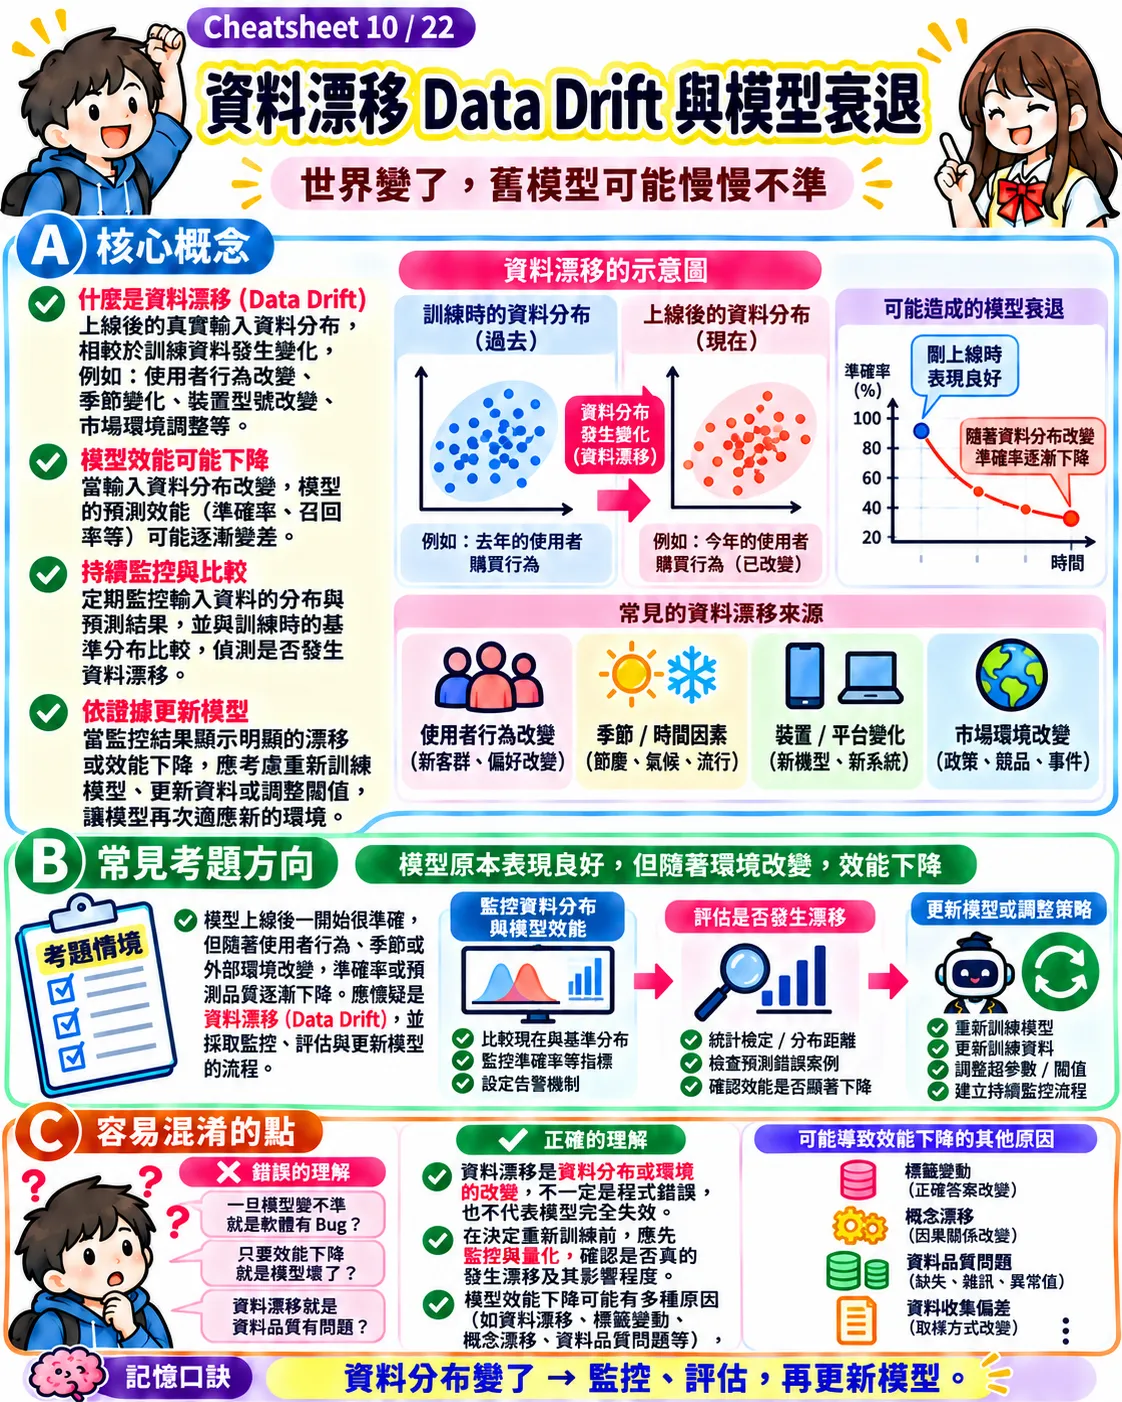 Cheatsheet 10 / 22
資料漂移 Data Drift 與模型衰退
世界變了，舊模型可能慢慢不準
A 核心概念
什麼是資料漂移 (Data Drift)
上線後的真實輸入資料分布，
相較於訓練資料發生變化，
例如：使用者行為改變、
季節變化、裝置型號改變、
市場環境調整等。
模型效能可能下降
當輸入資料分布改變，模型
的預測效能（準確率、召回
率等）可能逐漸變差。
持續監控與比較
定期監控輸入資料的分布與
預測結果，並與訓練時的基
準分布比較，偵測是否發生
資料漂移。
依證據更新模型
當監控結果顯示明顯的漂移
或效能下降，應考慮重新訓練
模型、更新資料或調整閾值，
讓模型再次適應新的環境。
資料漂移的示意圖
訓練時的資料分布
（過去）
例如：去年的使用者
購買行為
資料分布
發生變化
（資料漂移）
上線後的資料分布
（現在）
例如：今年的使用者
購買行為（已改變）
可能造成的模型衰退
剛上線時
表現良好
準確率
(%)
100
80
60
40
20
隨著資料分布改變
準確率逐漸下降
時間
常見的資料漂移來源
使用者行為改變
（新客群、偏好改變）
季節 / 時間因素
（節慶、氣候、流行）
裝置 / 平台變化
（新機型、新系統）
市場環境改變
（政策、競品、事件）
B 常見考題方向
模型原本表現良好，但隨著環境改變，效能下降
考題情境
模型上線後一開始很準確，
但隨著使用者行為、季節或
外部環境改變，準確率或預
測品質逐漸下降。應懷疑是
資料漂移 (Data Drift)，並
採取監控、評估與更新模型
的流程。
監控資料分布
與模型效能
比較現在與基準分布
監控準確率等指標
設定告警機制
評估是否發生漂移
統計檢定 / 分布距離
檢查預測錯誤案例
確認效能是否顯著下降
更新模型或調整策略
重新訓練模型
更新訓練資料
調整超參數 / 閾值
建立持續監控流程
C 容易混淆的點
錯誤的理解
一旦模型變不準
就是軟體有 Bug？
只要效能下降
就是模型壞了？
資料漂移就是
資料品質有問題？
正確的理解
資料漂移是資料分布或環境
的改變，不一定是程式錯誤，
也不代表模型完全失效。
在決定重新訓練前，應先
監控與量化，確認是否真的
發生漂移及其影響程度。
模型效能下降可能有多種原因
（如資料漂移、標籤變動、
概念漂移、資料品質問題等），
可能導致效能下降的其他原因
標籤變動
（正確答案改變）
概念漂移
（因果關係改變）
資料品質問題
（缺失、雜訊、異常值）
資料收集偏差
（取樣方式改變）
⋮
記憶口訣
資料分布變了 → 監控、評估，再更新模型。